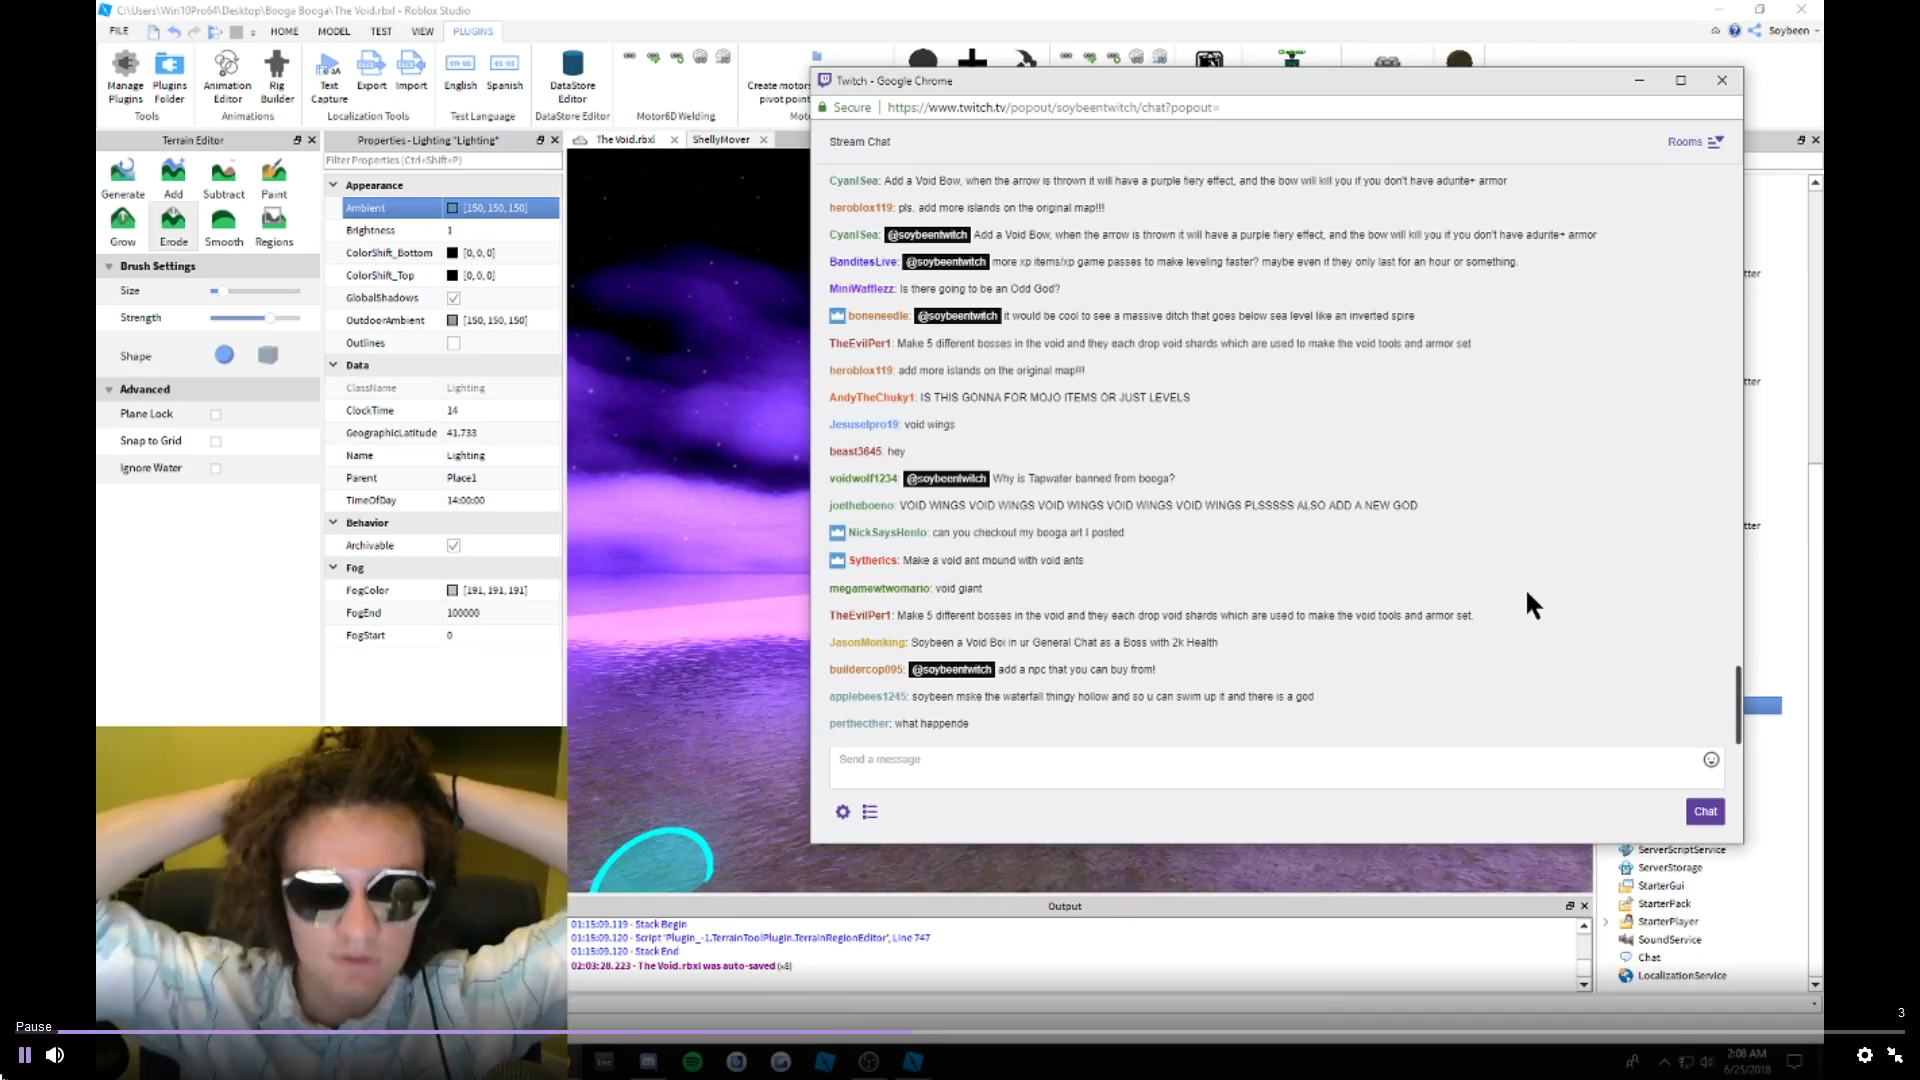 C:\Users\Win10Pro64\Desktop\Booga Booga\The Void.rbxl - Roblox Studio
FILE HOME MODEL TEST VIEW PLUGINS Soybeen
Manage Plugins
Plugins Folder
Tools
Animation Editor
Rig Builder
Animations
Text Capture
Export
Import
Localization Tools
en-us
English
es-es
Spanish
Test Language
DataStore Editor
DataStore Editor
Motor6D Welding
Create motors
pivot point
Terrain Editor
Generate Add Subtract Paint
Grow Erode Smooth Regions
Brush Settings
Size
Strength
Shape
Advanced
Plane Lock
Snap to Grid
Ignore Water
Properties - Lighting "Lighting"
Filter Properties (Ctrl+Shift+P)
Appearance
Ambient [150, 150, 150]
Brightness 1
ColorShift_Bottom [0, 0, 0]
ColorShift_Top [0, 0, 0]
GlobalShadows
OutdoorAmbient [150, 150, 150]
Outlines
Data
ClassName Lighting
ClockTime 14
GeographicLatitude 41.733
Name Lighting
Parent Place1
TimeOfDay 14:00:00
Behavior
Archivable
Fog
FogColor [191, 191, 191]
FogEnd 100000
FogStart 0
The Void.rbxl
ShellyMover
Twitch - Google Chrome
Secure https://www.twitch.tv/popout/soybeentwitch/chat?popout=
Stream Chat
Rooms
CyanISea: Add a Void Bow, when the arrow is thrown it will have a purple fiery effect, and the bow will kill you if you don't have adurite+ armor
heroblox119: pls. add more islands on the original map!!!
CyanISea: @soybeentwitch Add a Void Bow, when the arrow is thrown it will have a purple fiery effect, and the bow will kill you if you don't have adurite+ armor
BanditesLive: @soybeentwitch more xp items/xp game passes to make leveling faster? maybe even if they only last for an hour or something.
MiniWafflezz: Is there going to be an Odd God?
boneneedle: @soybeentwitch it would be cool to see a massive ditch that goes below sea level like an inverted spire
TheEvilPer1: Make 5 different bosses in the void and they each drop void shards which are used to make the void tools and armor set
heroblox119: add more islands on the original map!!!
AndyTheChuky1: IS THIS GONNA FOR MOJO ITEMS OR JUST LEVELS
Jesuselpro19: void wings
beast3645: hey
voidwolf1234: @soybeentwitch Why is Tapwater banned from booga?
joetheboeno: VOID WINGS VOID WINGS VOID WINGS VOID WINGS VOID WINGS PLSSSSS ALSO ADD A NEW GOD
NickSaysHenlo: can you checkout my booga art I posted
Sytherics: Make a void ant mound with void ants
megamewtwomario: void giant
TheEvilPer1: Make 5 different bosses in the void and they each drop void shards which are used to make the void tools and armor set.
JasonMonking: Soybeen a Void Boi in ur General Chat as a Boss with 2k Health
buildercop095: @soybeentwitch add a npc that you can buy from!
applebees1245: soybeen mske the waterfall thingy hollow and so u can swim up it and there is a god
perthecther: what happende
Send a message
Chat
tter
tter
tter
ServerScriptService
ServerStorage
StarterGui
StarterPack
StarterPlayer
SoundService
Chat
LocalizationService
Output
01:15:09.119 - Stack Begin
01:15:09.120 - Script 'Plugin_-1.TerrainToolPlugin.TerrainRegionEditor', Line 747
01:15:09.120 - Stack End
02:03:28.223 - The Void.rbxl was auto-saved (x8)
Pause
3
2:08 AM
6/25/2018